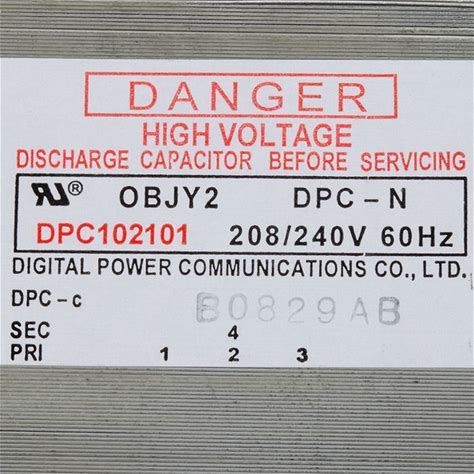 DANGER
HIGH VOLTAGE
DISCHARGE CAPACITOR BEFORE SERVICING
RU® OBJY2 DPC-N
DPC102101 208/240V 60Hz
DIGITAL POWER COMMUNICATIONS CO., LTD.
DPC-c B0829AB
SEC 4
PRI 1 2 3